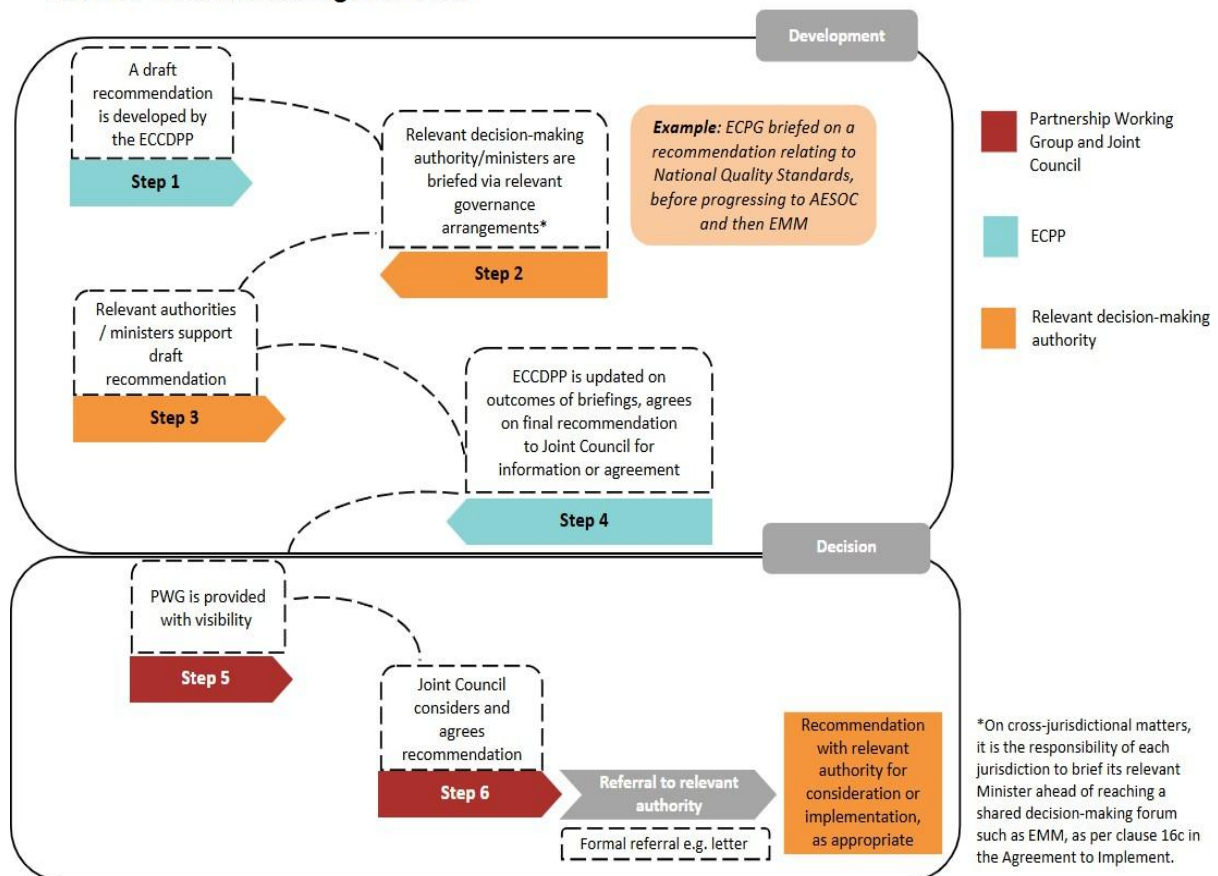 Development
A draft
recommendation
is developed by
the ECCDPP
Step 1
Relevant decision-making
authority/ministers are
briefed via relevant
governance
arrangements*
Step 2
Example: ECPG briefed on a
recommendation relating to
National Quality Standards,
before progressing to AESOC
and then EMM
Relevant authorities
/ ministers support
draft
recommendation
Step 3
ECCDPP is updated on
outcomes of briefings, agrees
on final recommendation
to Joint Council for
information or agreement
Step 4
Decision
PWG is provided
with visibility
Step 5
Joint Council
considers and
agrees
recommendation
Step 6
Referral to relevant
authority
Formal referral e.g. letter
Recommendation
with relevant
authority for
consideration or
implementation,
as appropriate
Partnership Working
Group and Joint
Council
ECPP
Relevant decision-making
authority
*On cross-jurisdictional matters,
it is the responsibility of each
jurisdiction to brief its relevant
Minister ahead of reaching a
shared decision-making forum
such as EMM, as per clause 16c in
the Agreement to Implement.